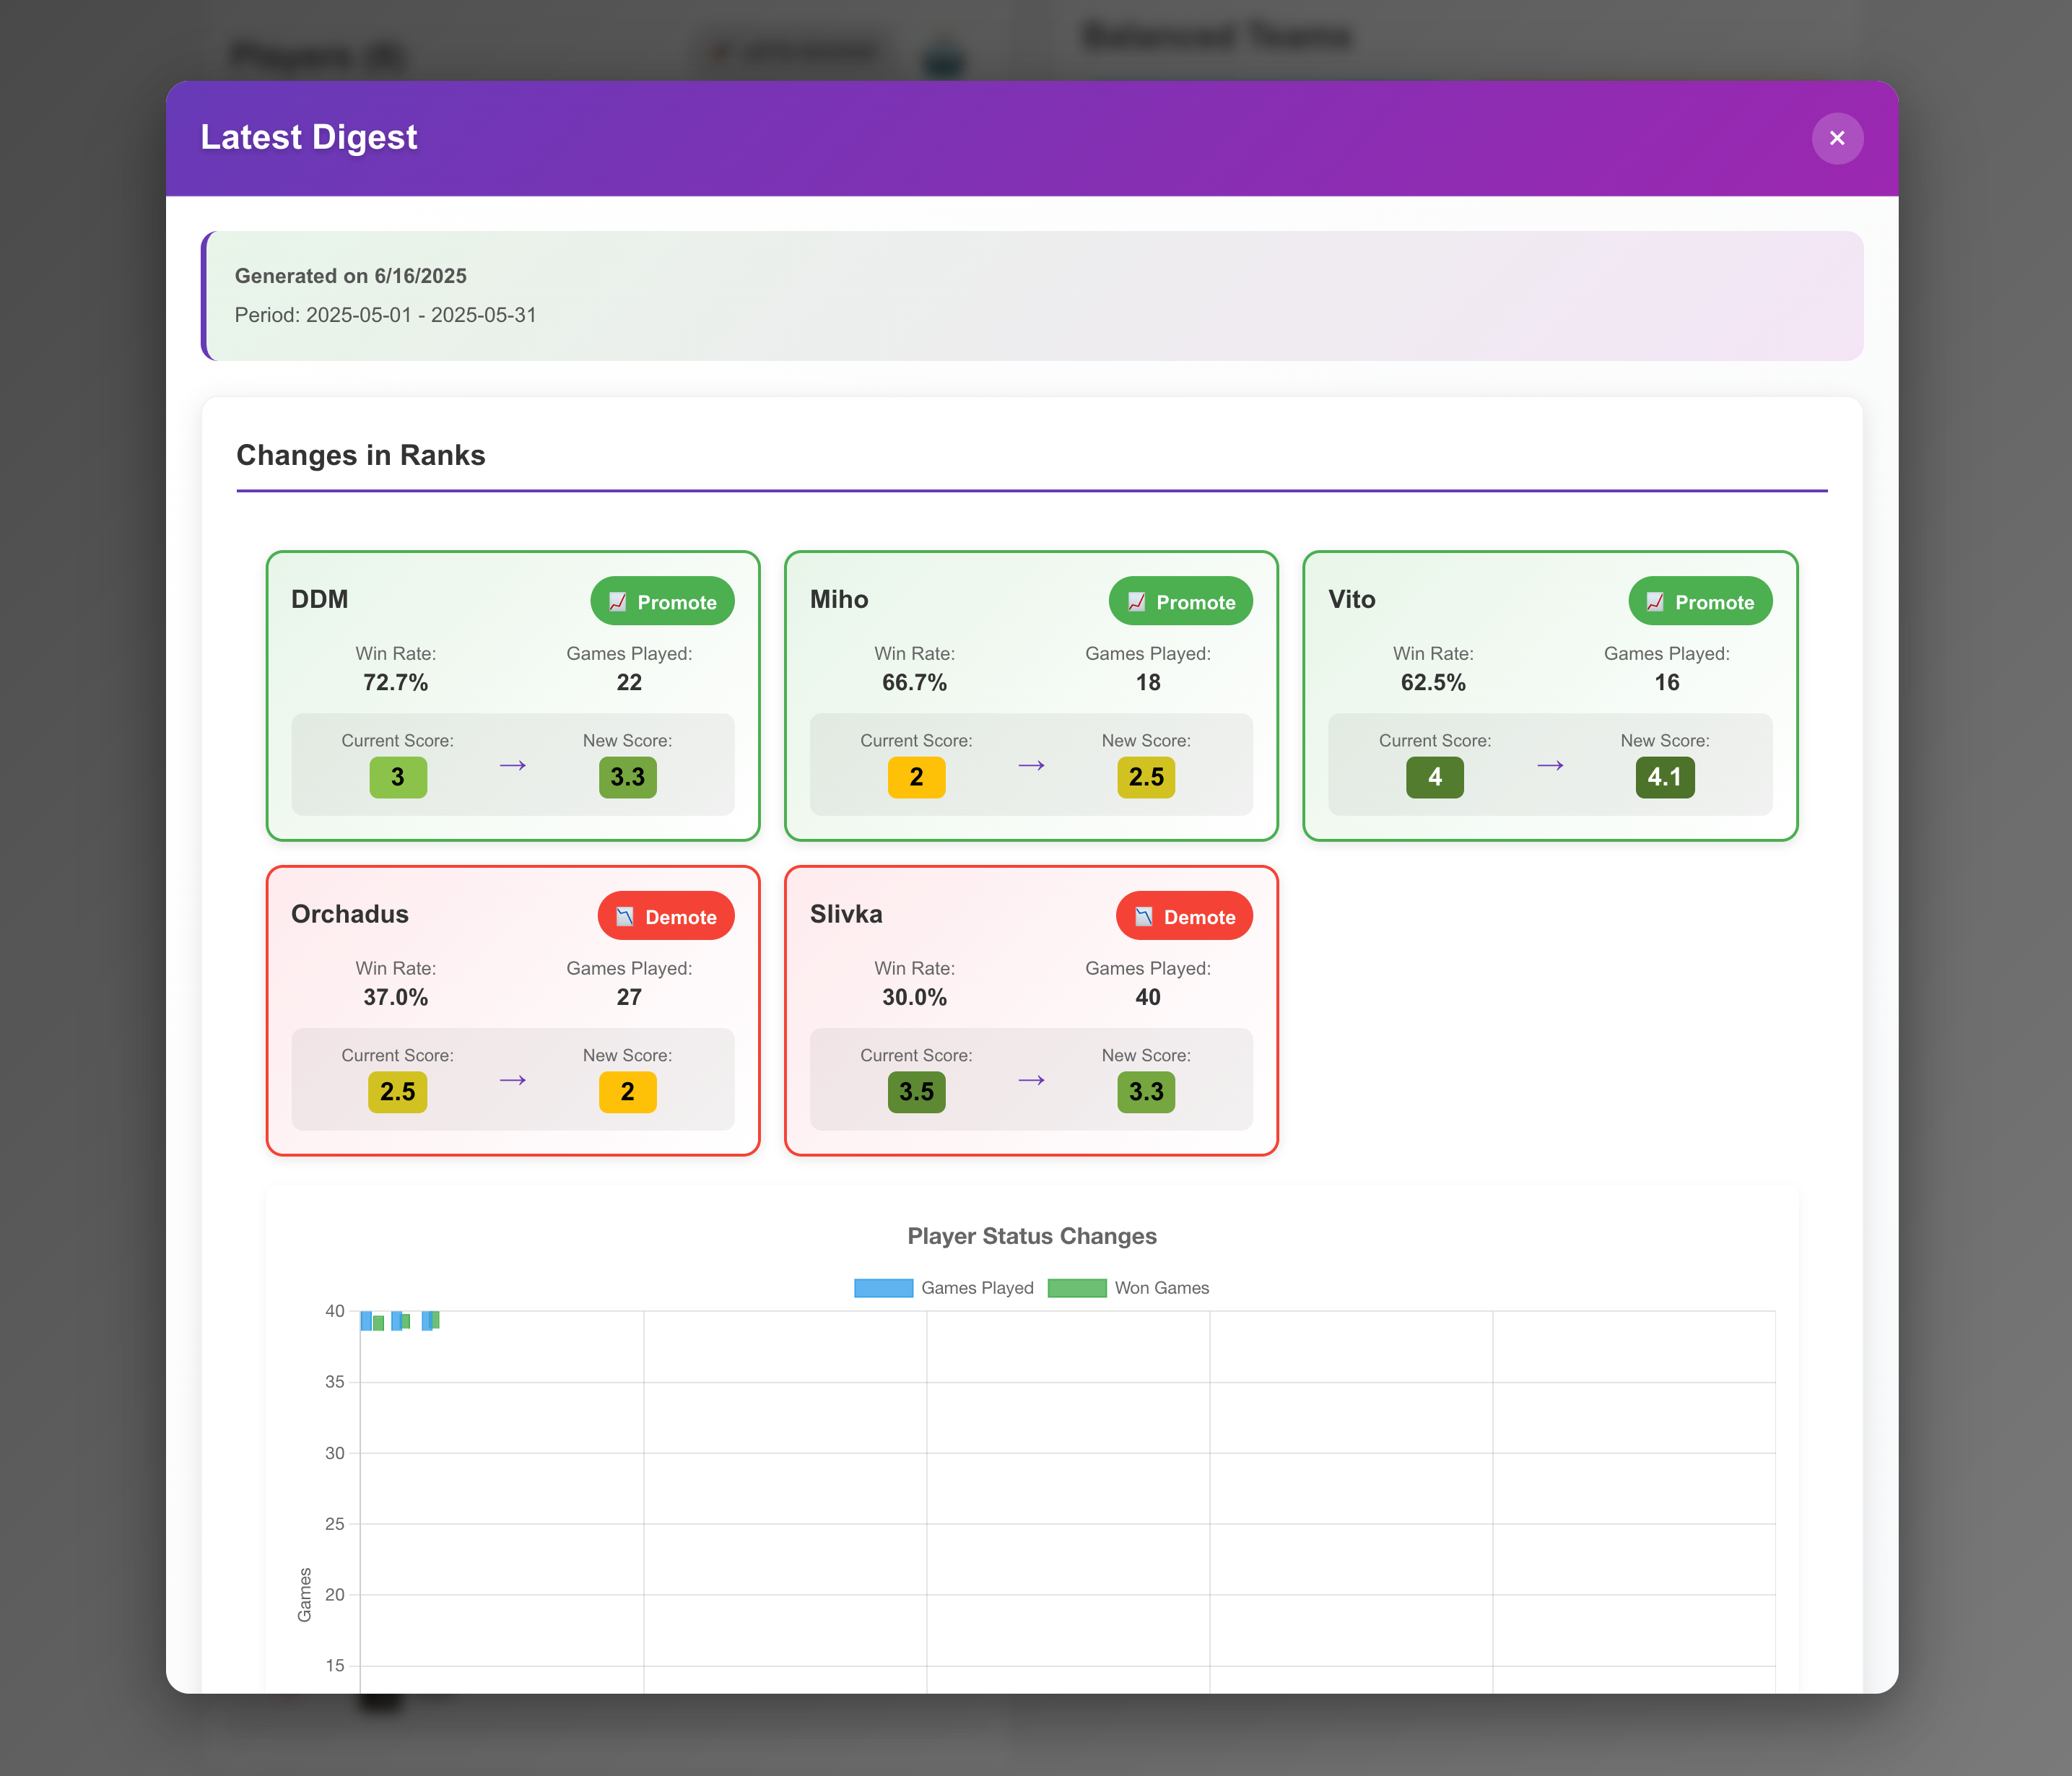 Players (0)
Balanced Teams
Latest Digest
×
Generated on 6/16/2025
Period: 2025-05-01 - 2025-05-31
Changes in Ranks
DDM
Promote
Win Rate:
Games Played:
72.7%
22
Current Score:
New Score:
3
→
3.3
Miho
Promote
Win Rate:
Games Played:
66.7%
18
Current Score:
New Score:
2
→
2.5
Vito
Promote
Win Rate:
Games Played:
62.5%
16
Current Score:
New Score:
4
→
4.1
Orchadus
Demote
Win Rate:
Games Played:
37.0%
27
Current Score:
New Score:
2.5
→
2
Slivka
Demote
Win Rate:
Games Played:
30.0%
40
Current Score:
New Score:
3.5
→
3.3
Player Status Changes
Games Played
Won Games
40
35
30
25
20
15
Games